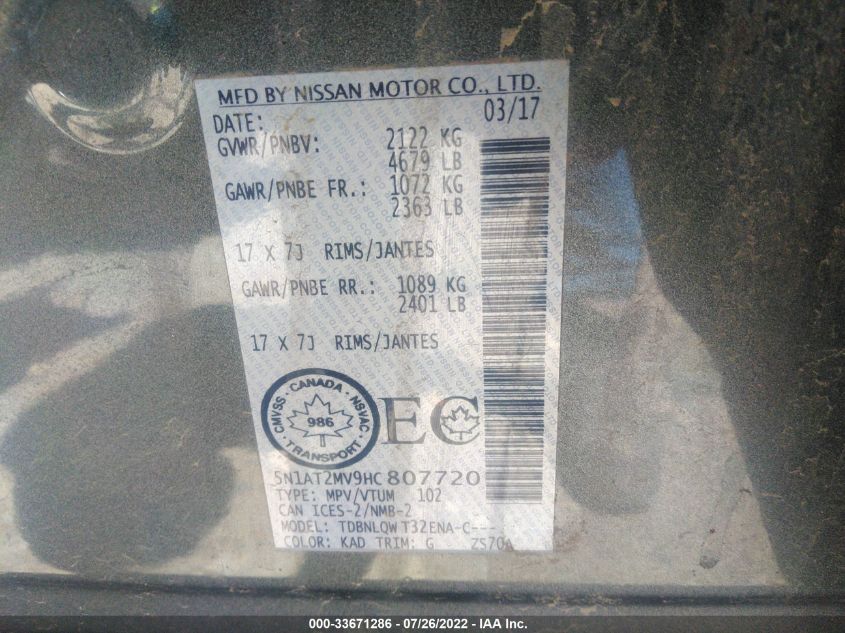 MFD BY NISSAN MOTOR CO., LTD.
DATE: 03/17
GVWR/PNBV: 2122 KG
4679 LB
GAWR/PNBE FR.: 1072 KG
2363 LB
17 X 7J RIMS/JANTES
GAWR/PNBE RR.: 1089 KG
2401 LB
17 X 7J RIMS/JANTES
CANADA
CMVSS 986 NSVAC
TRANSPORT
EC
5N1AT2MV9HC807720
TYPE: MPV/VTUM 102
CAN ICES-2/NMB-2
MODEL: TDBNLQW T32ENA-C---
COLOR: KAD TRIM: G ZS70A
000-33671286 - 07/26/2022 - IAA Inc.